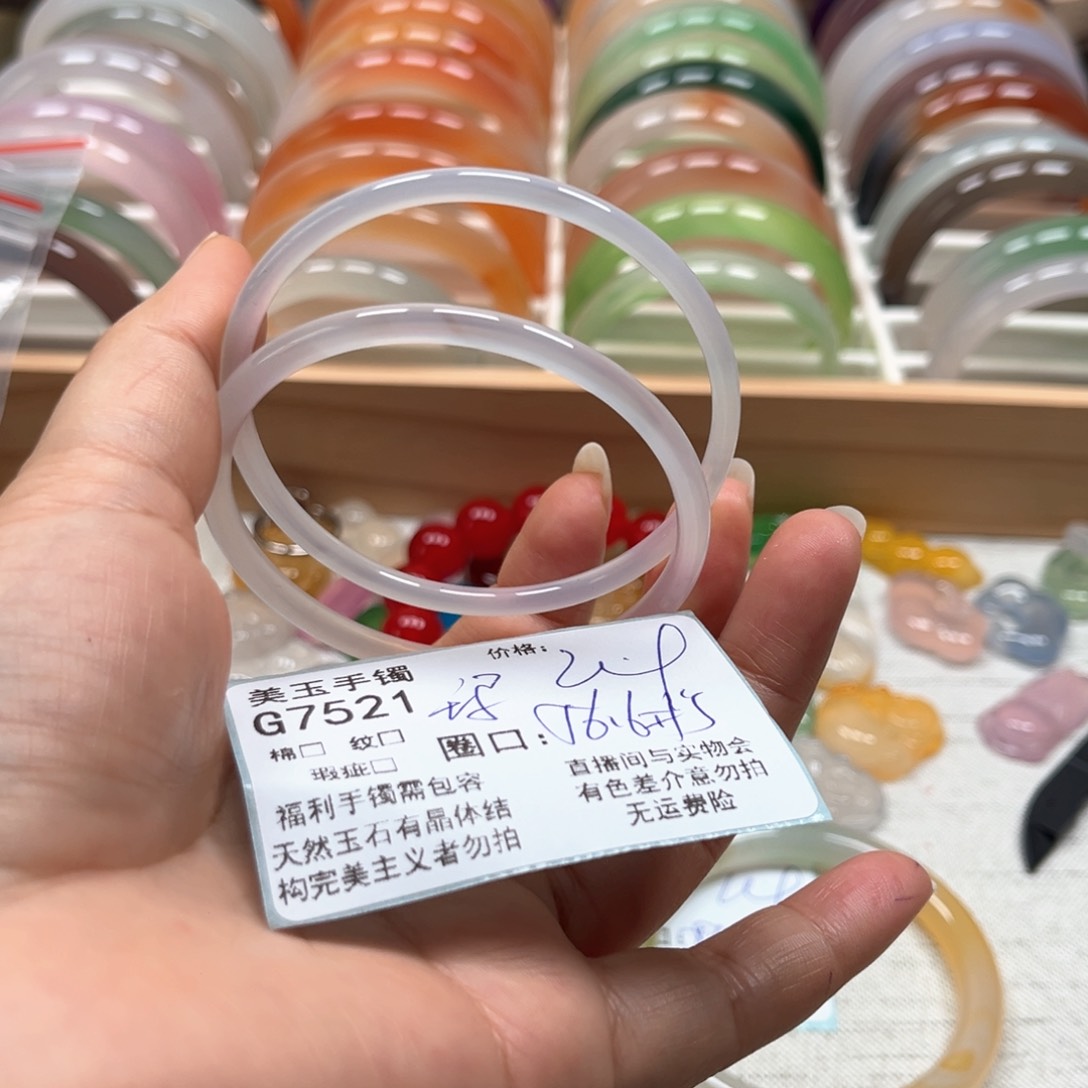 美玉手镯
G7521
价格:
棉□ 纹□
瑕疵□
圈口:
福利手镯需包容
天然玉石有晶体结
构完美主义者勿拍
直播间与实物会
有色差介意勿拍
无运费险